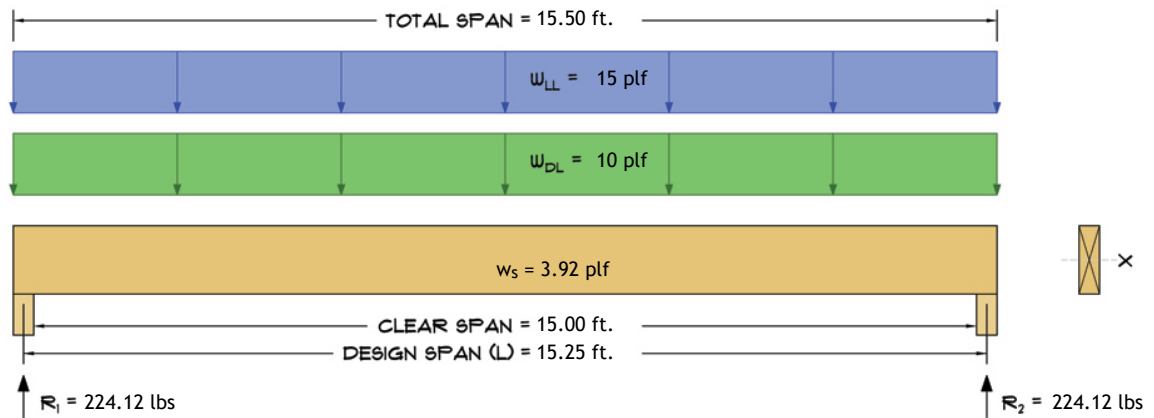 TOTAL SPAN = 15.50 ft.
WLL = 15 plf
WDL = 10 plf
ws = 3.92 plf
X
CLEAR SPAN = 15.00 ft.
DESIGN SPAN (L) = 15.25 ft.
R1 = 224.12 lbs
R2 = 224.12 lbs